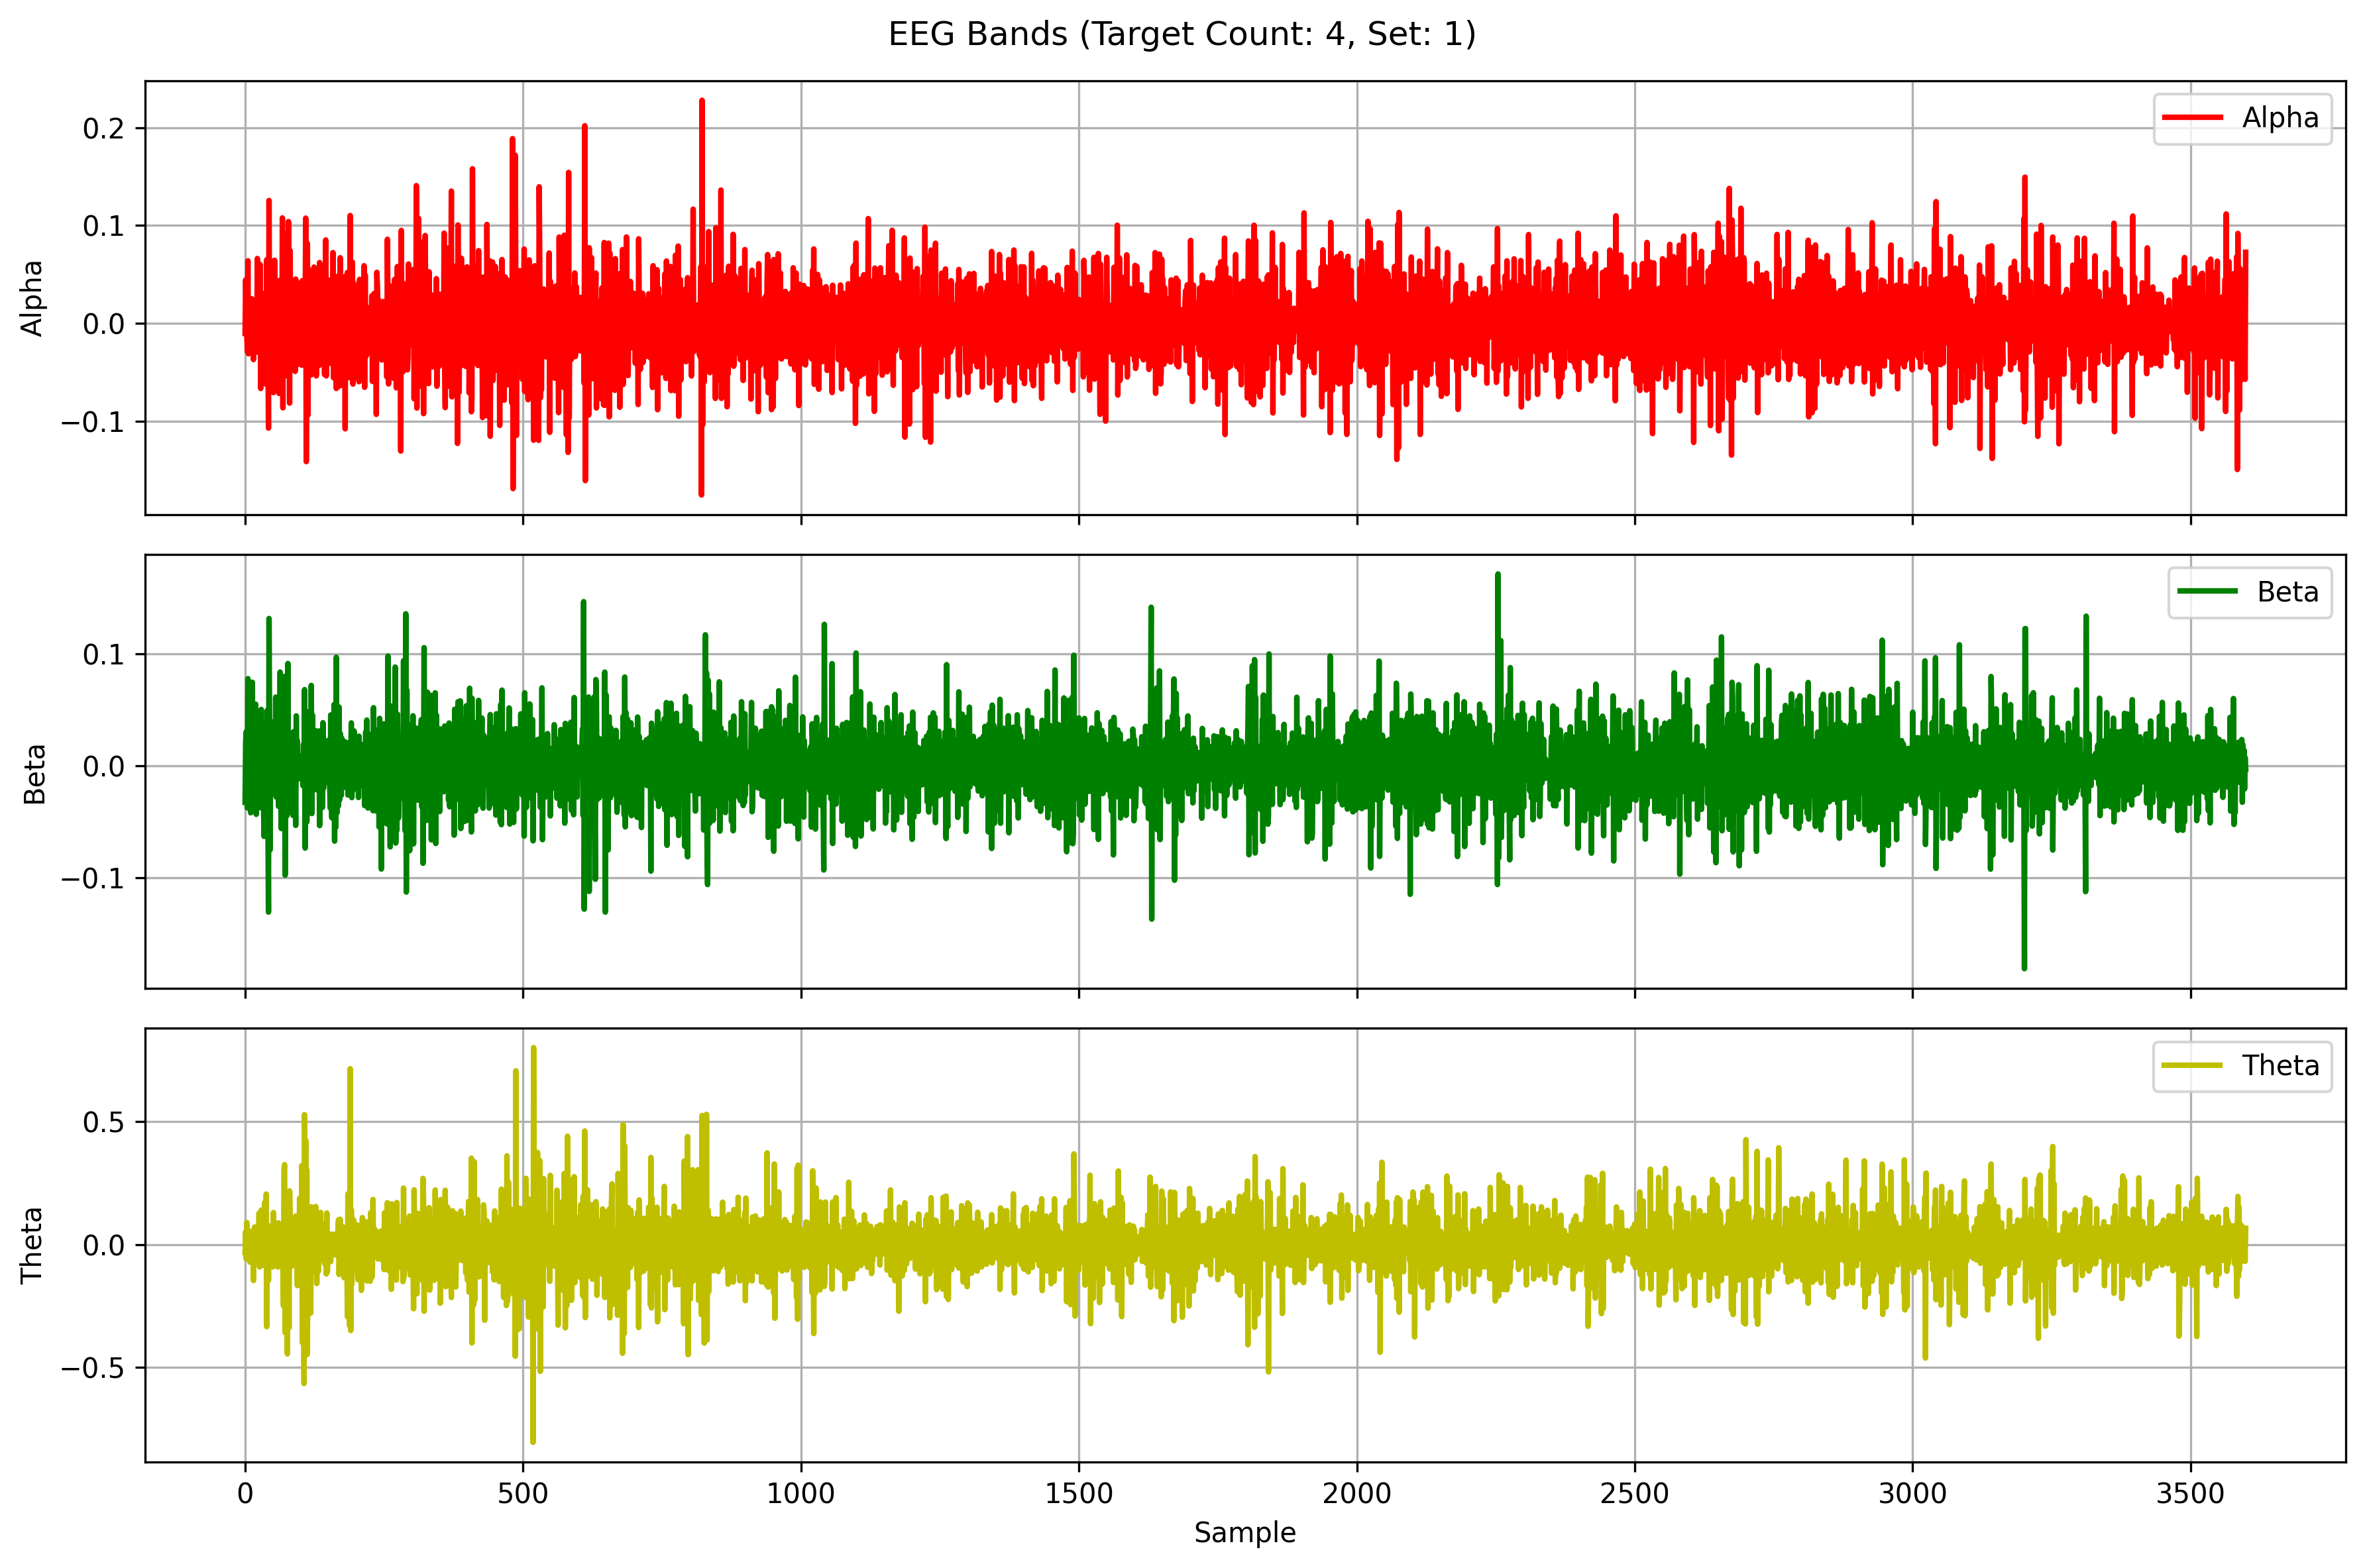 EEG Bands (Target Count: 4, Set: 1)
Alpha
0.2
0.1
0.0
−0.1
Alpha
Beta
0.1
0.0
−0.1
Beta
Theta
0.5
0.0
−0.5
Theta
0 500 1000 1500 2000 2500 3000 3500
Sample